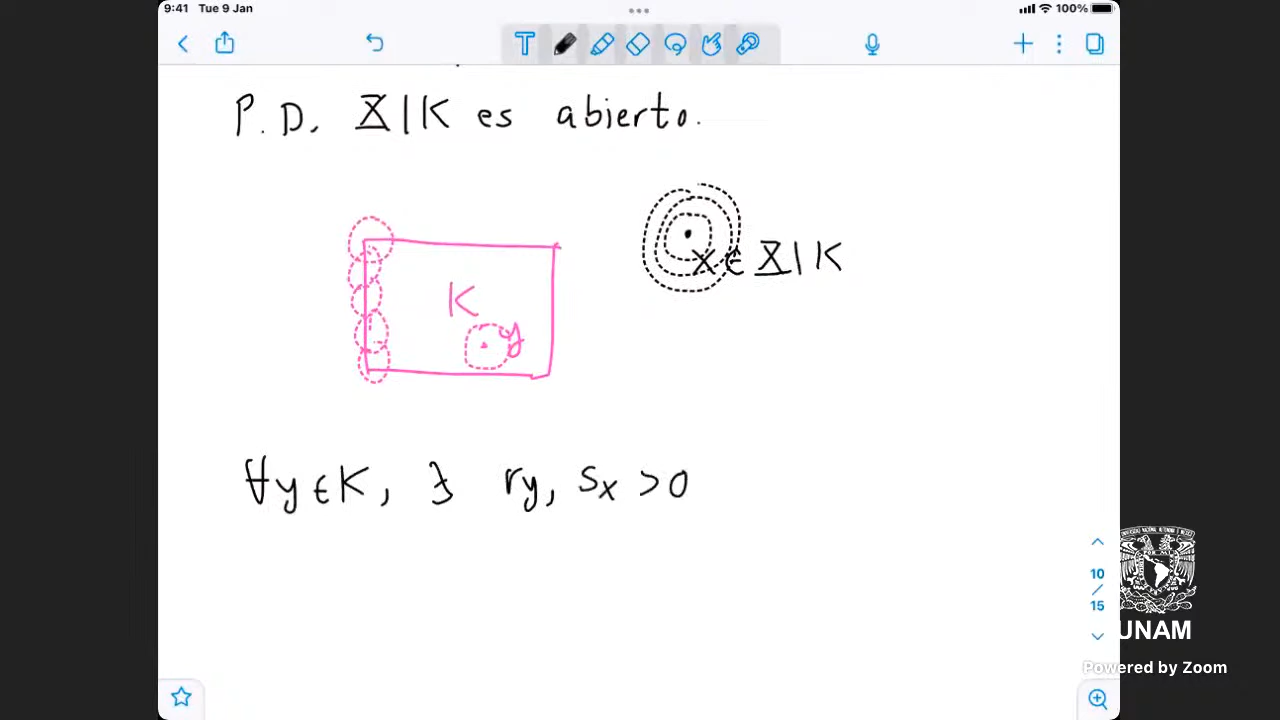 9:41 Tue 9 Jan 100%
P.D. X|K es abierto.
x∈X|K
K
y
∀y∈K, ∃ ry, sx >0
10
/
15
UNAM
Powered by Zoom